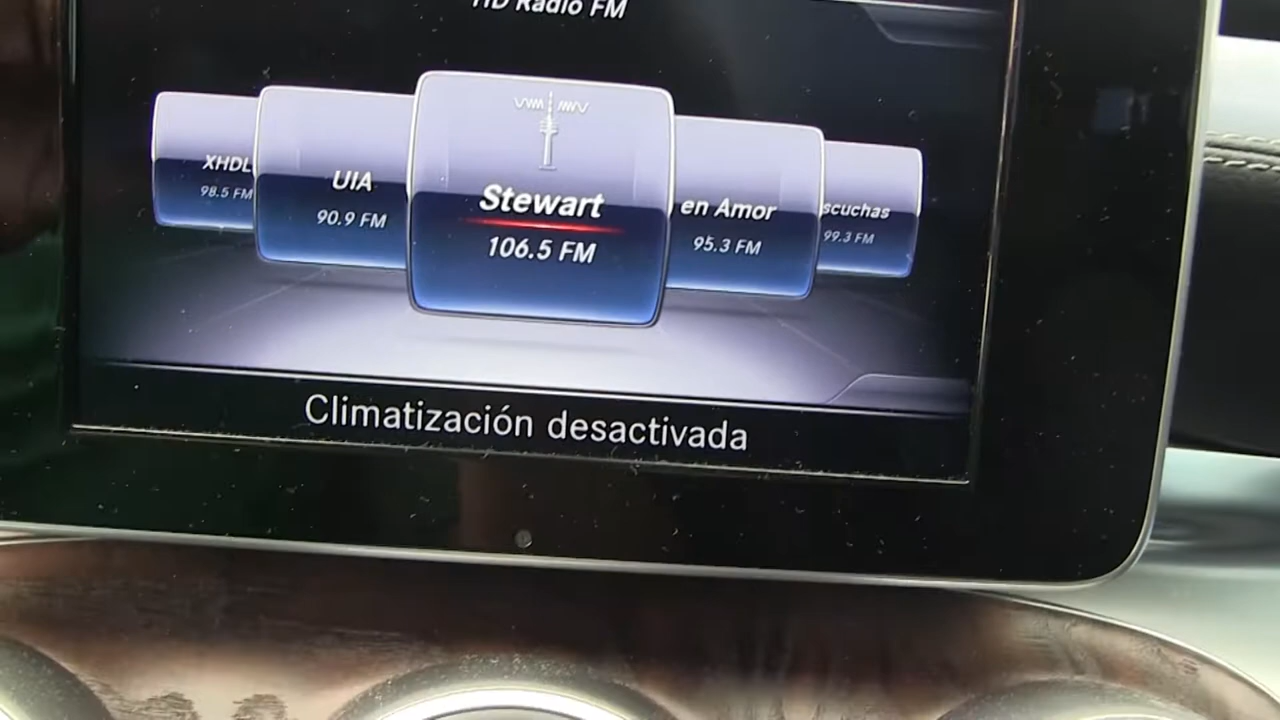 HD Radio FM
XHDL
98.5 FM
UIA
90.9 FM
Stewart
106.5 FM
en Amor
95.3 FM
scuchas
99.3 FM
Climatización desactivada